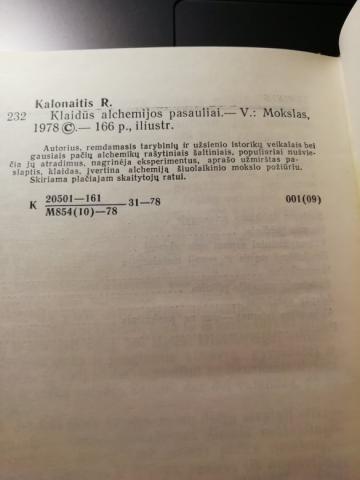 Kalonaitis R.
232 Klaidūs alchemijos pasauliai.— V.: Mokslas,
1978 ©.— 166 p., iliustr.
Autorius, remdamasis tarybinių ir užsienio istorikų veikalais bei
gausiais pačių alchemikų rašytiniais šaltiniais, populiariai nušvie-
čia jų atradimus, nagrinėja eksperimentus, aprašo užmirštas pa-
slaptis, klaidas, įvertina alchemiją šiuolaikinio mokslo požiūriu.
Skiriama plačiajam skaitytojų ratui.
K 20501—161
M854(10)—78 31—78 001(09)